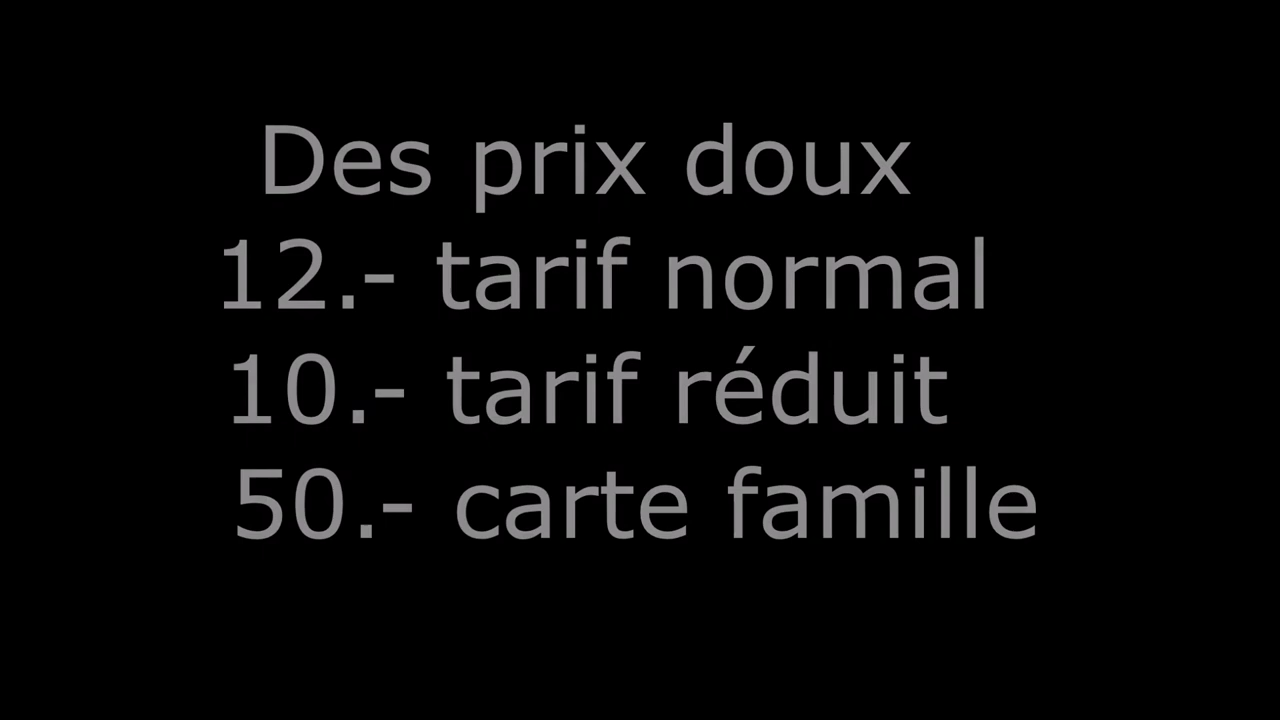 Des prix doux
12.- tarif normal
10.- tarif réduit
50.- carte famille